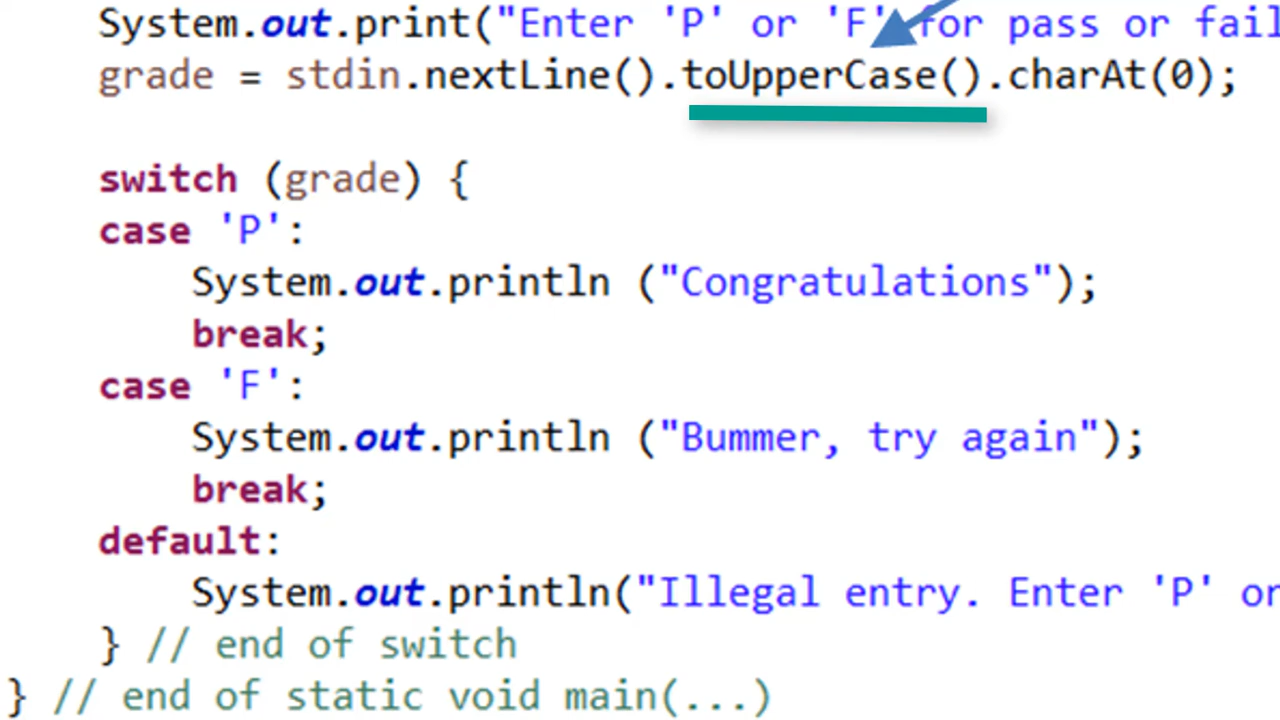 System.out.print("Enter 'P' or 'F' for pass or fail
grade = stdin.nextLine().toUpperCase().charAt(0);
switch (grade) {
case 'P':
System.out.println ("Congratulations");
break;
case 'F':
System.out.println ("Bummer, try again");
break;
default:
System.out.println("Illegal entry. Enter 'P' or
} // end of switch
} // end of static void main(...)